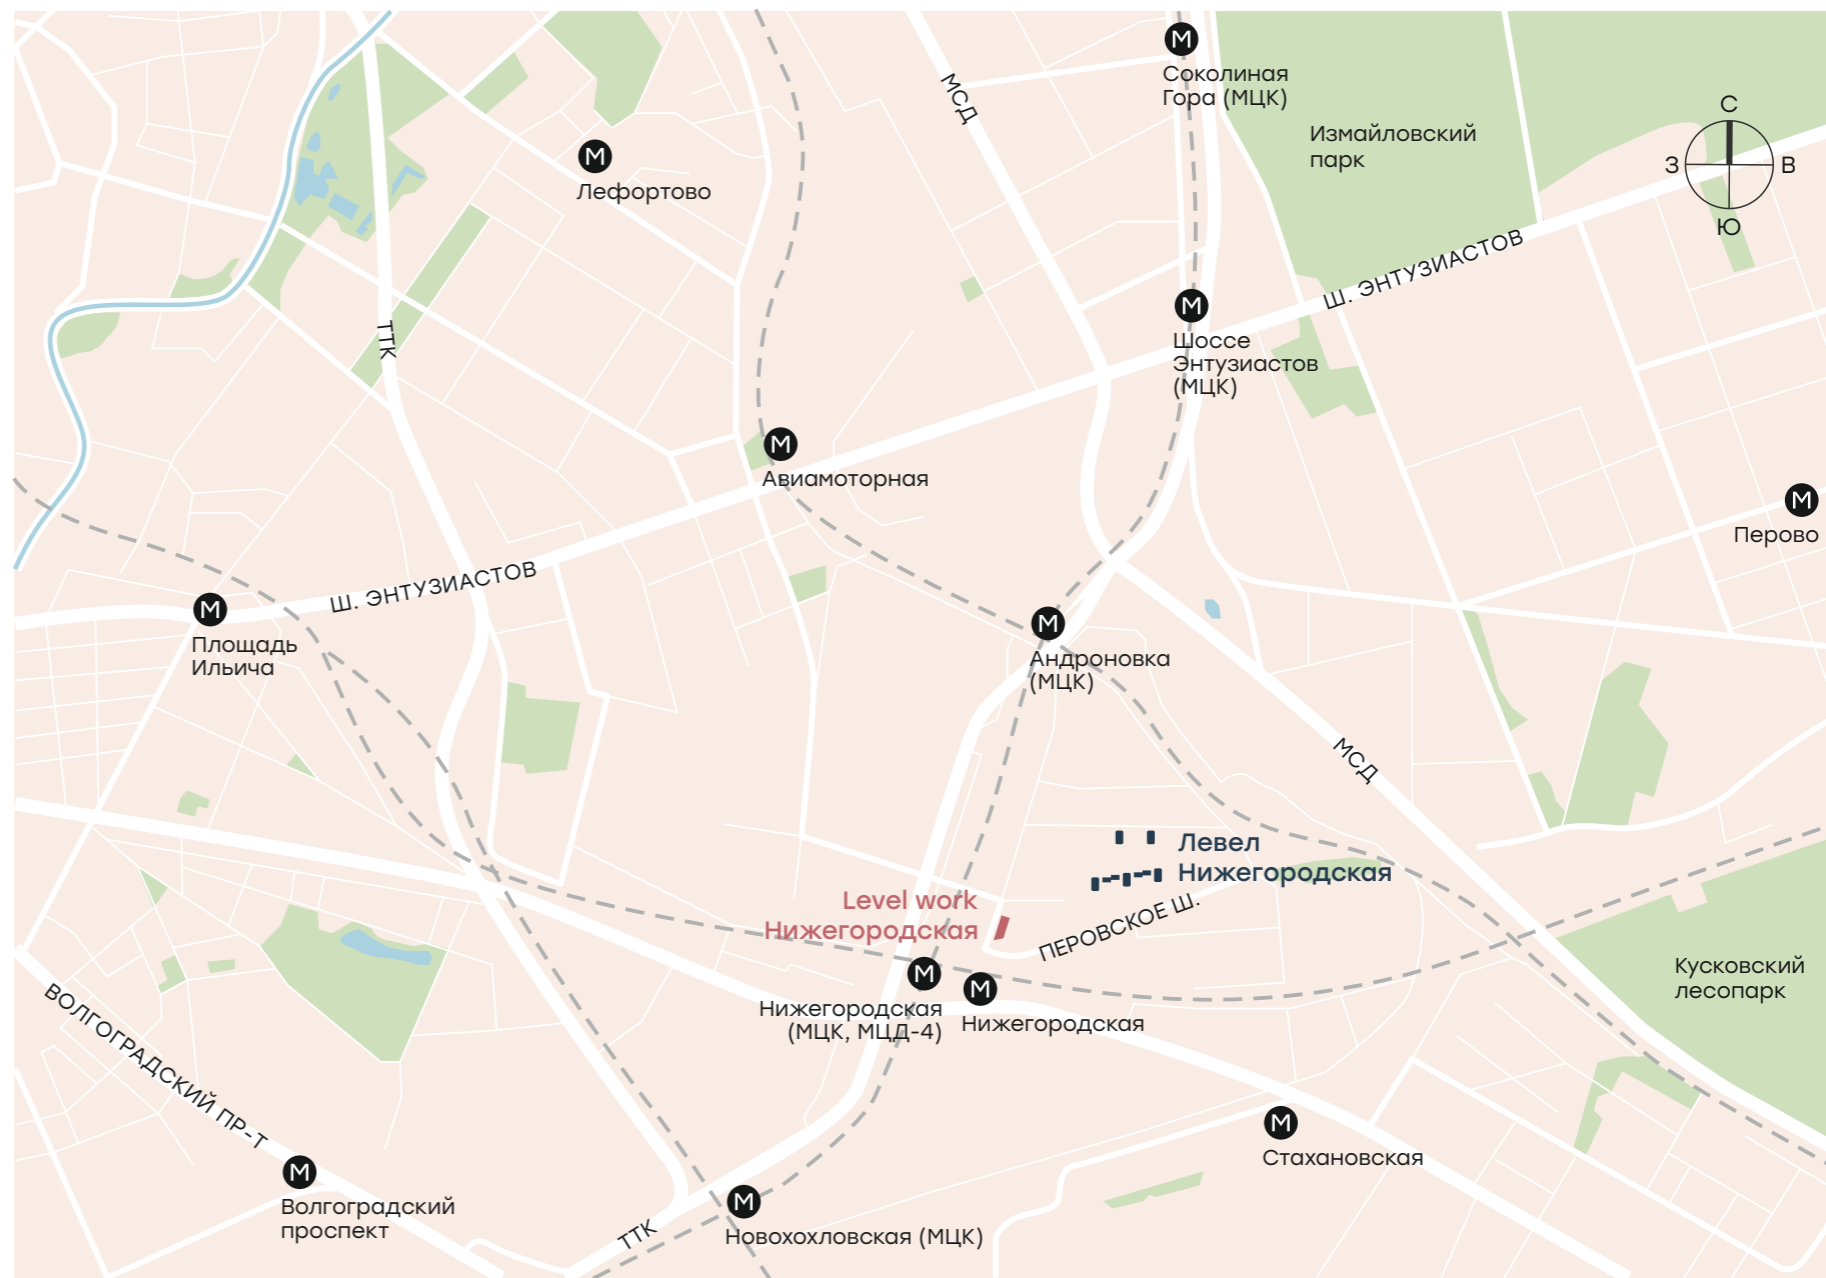 М
Соколиная
Гора (МЦК)
МСД
Измайловский
парк
С
З
В
Ю
М
Лефортово
Ш. ЭНТУЗИАСТОВ
М
Шоссе
Энтузиастов
(МЦК)
ТТК
М
Авиамоторная
М
Перово
Ш. ЭНТУЗИАСТОВ
М
Площадь
Ильича
М
Андроновка
(МЦК)
МСД
Левел
Нижегородская
Level work
Нижегородская
ПЕРОВСКОЕ Ш.
М
Нижегородская
(МЦК, МЦД-4)
М
Нижегородская
Кусковский
лесопарк
ВОЛГОГРАДСКИЙ ПР-Т
М
Стахановская
М
Волгоградский
проспект
М
Новохохловская (МЦК)
ТТК